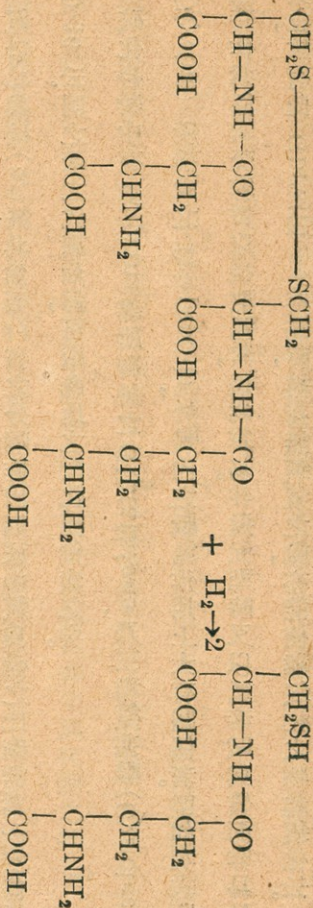 CH₂S———SCH₂ CH₂SH
| | |
CH—NH—CO CH—NH—CO + H₂→2 CH—NH—CO
| | | | | |
COOH CH₂ COOH CH₂ COOH CH₂
| | |
CHNH₂ CH₂ CH₂
| | |
COOH CHNH₂ CHNH₂
| |
COOH COOH